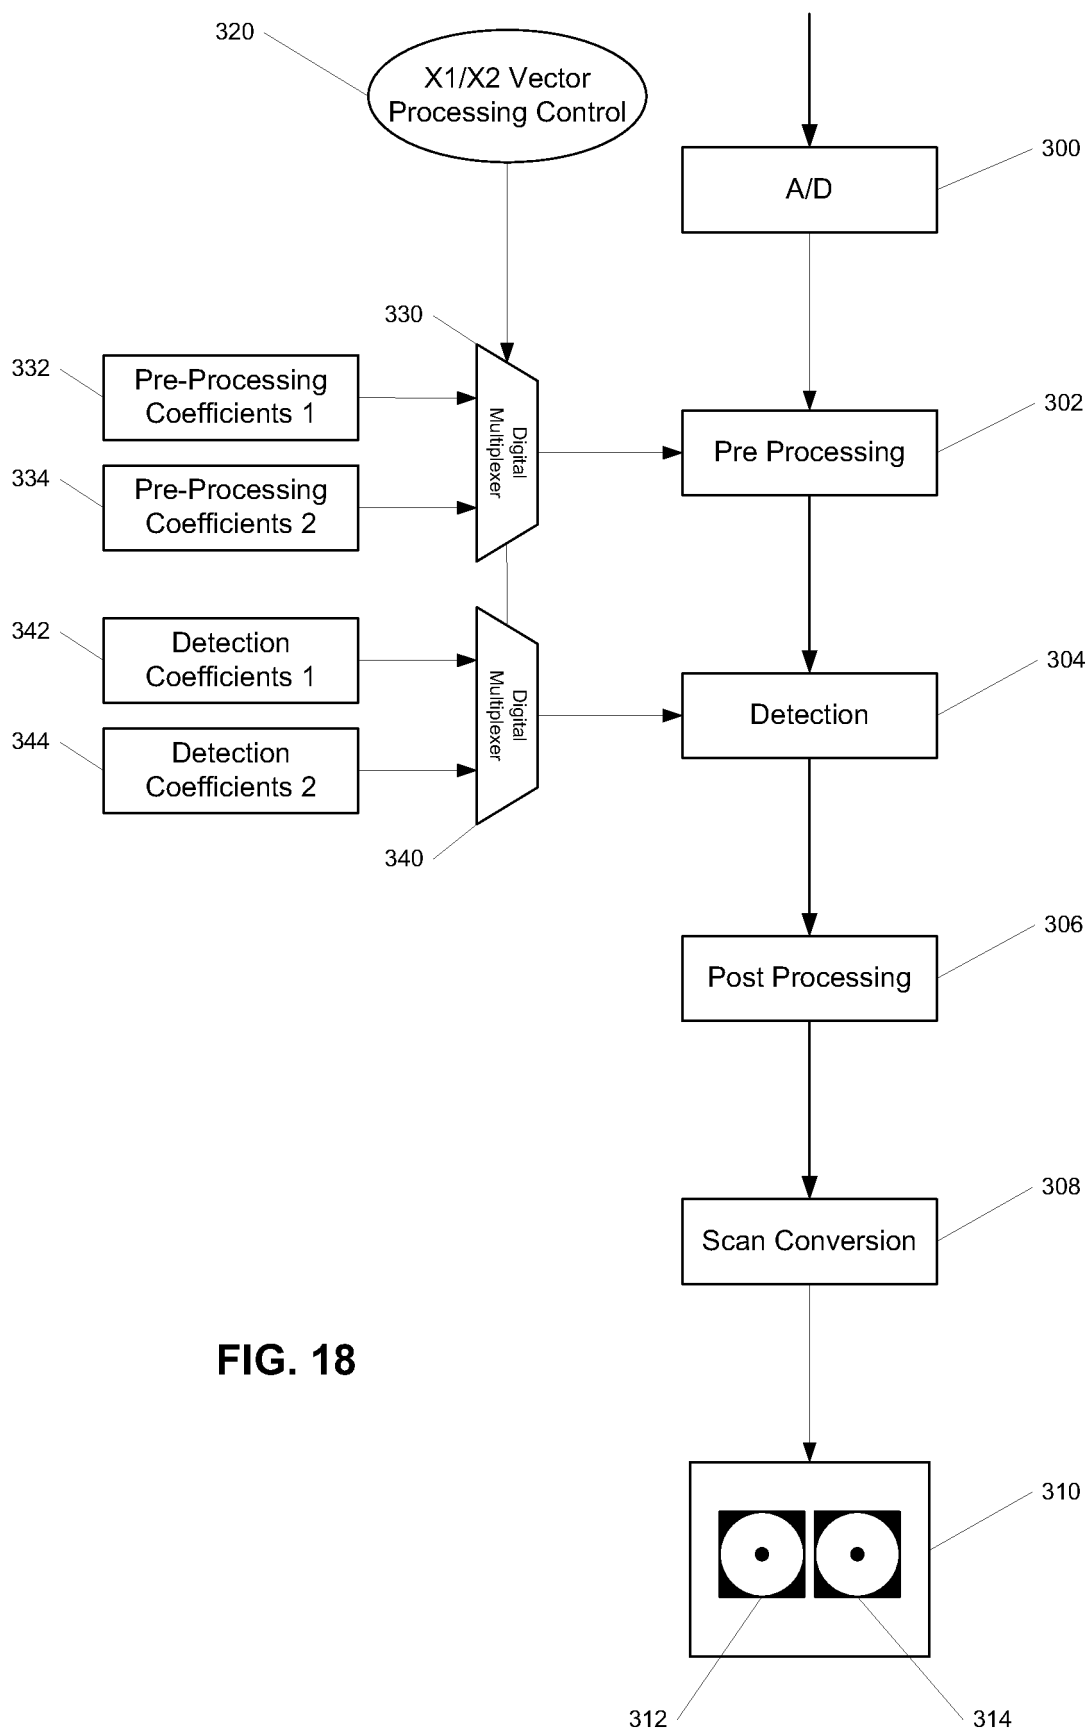 320
X1/X2 Vector
Processing Control
300
A/D
330
332
Pre-Processing
Coefficients 1
Digital
Multiplexer
302
Pre Processing
334
Pre-Processing
Coefficients 2
342
Detection
Coefficients 1
Digital
Multiplexer
304
Detection
344
Detection
Coefficients 2
340
306
Post Processing
308
Scan Conversion
FIG. 18
310
312
314